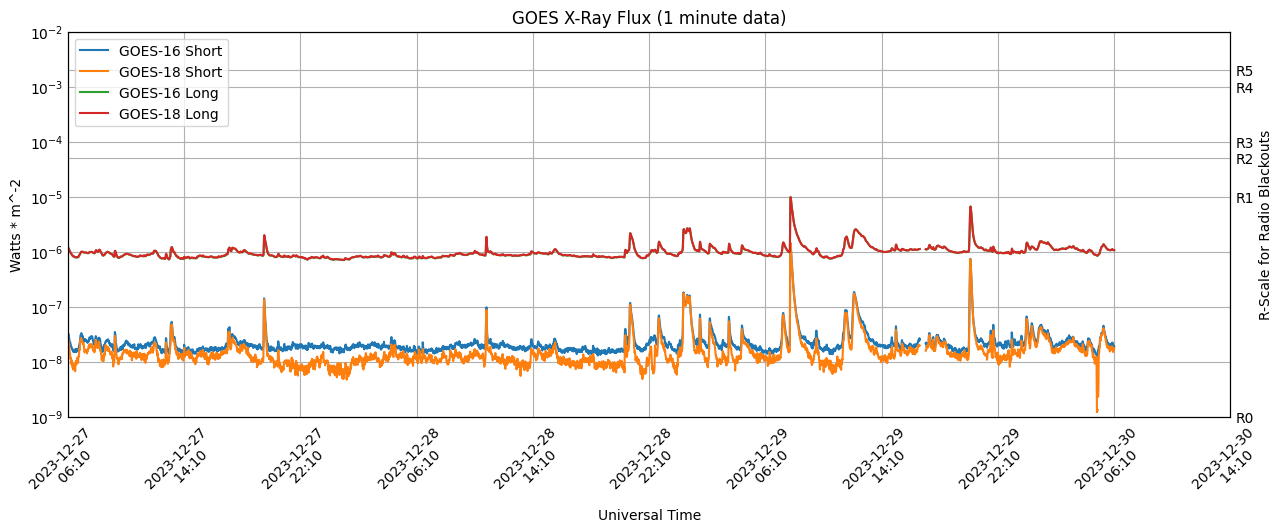 GOES X-Ray Flux (1 minute data)
GOES-16 Short
GOES-18 Short
GOES-16 Long
GOES-18 Long
Watts * m^-2
10⁻²
10⁻³
10⁻⁴
10⁻⁵
10⁻⁶
10⁻⁷
10⁻⁸
10⁻⁹
R5
R4
R3
R2
R1
R0
R-Scale for Radio Blackouts
2023-12-27
06:10
2023-12-27
14:10
2023-12-27
22:10
2023-12-28
06:10
2023-12-28
14:10
2023-12-28
22:10
2023-12-29
06:10
2023-12-29
14:10
2023-12-29
22:10
2023-12-30
06:10
2023-12-30
14:10
Universal Time